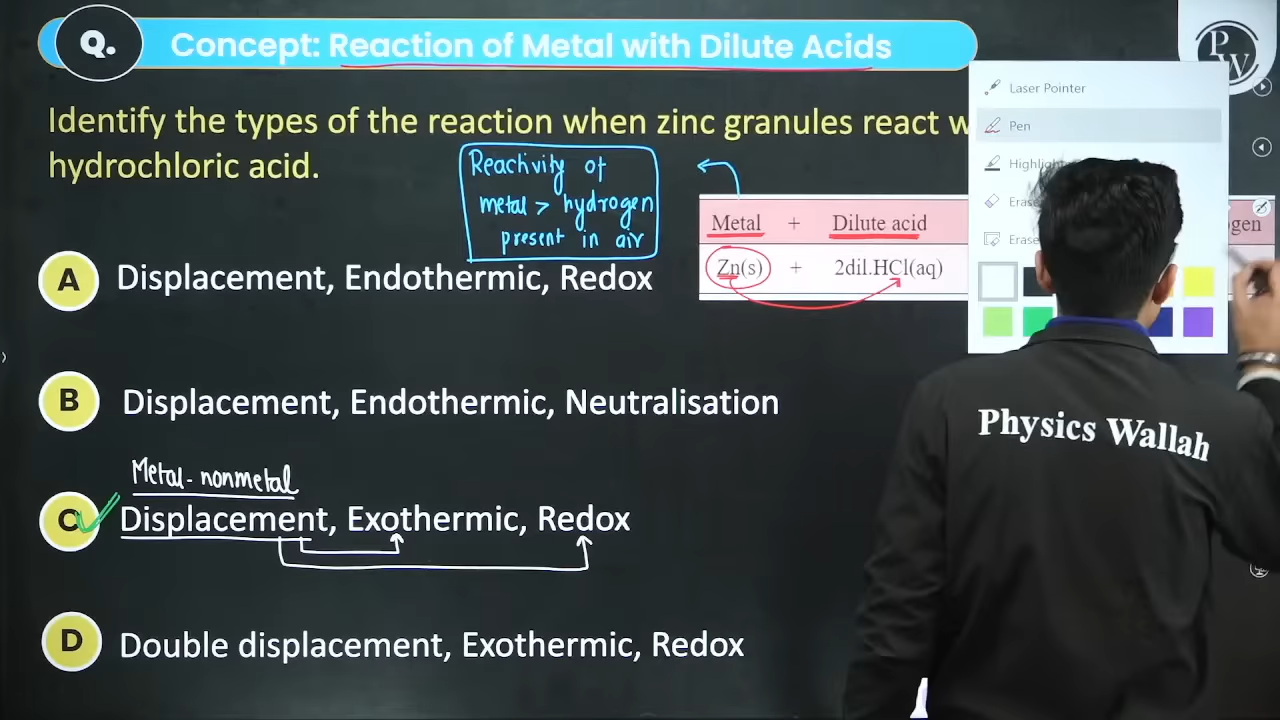 Q.
Concept: Reaction of Metal with Dilute Acids
PW
Laser Pointer
Pen
Identify the types of the reaction when zinc granules react w
hydrochloric acid.
Reactivity of
metal > hydrogen
present in air
Metal + Dilute acid
gen
Zn(s) + 2dil.HCl(aq)
A Displacement, Endothermic, Redox
B Displacement, Endothermic, Neutralisation
Metal-nonmetal
C Displacement, Exothermic, Redox
D Double displacement, Exothermic, Redox
Physics Wallah